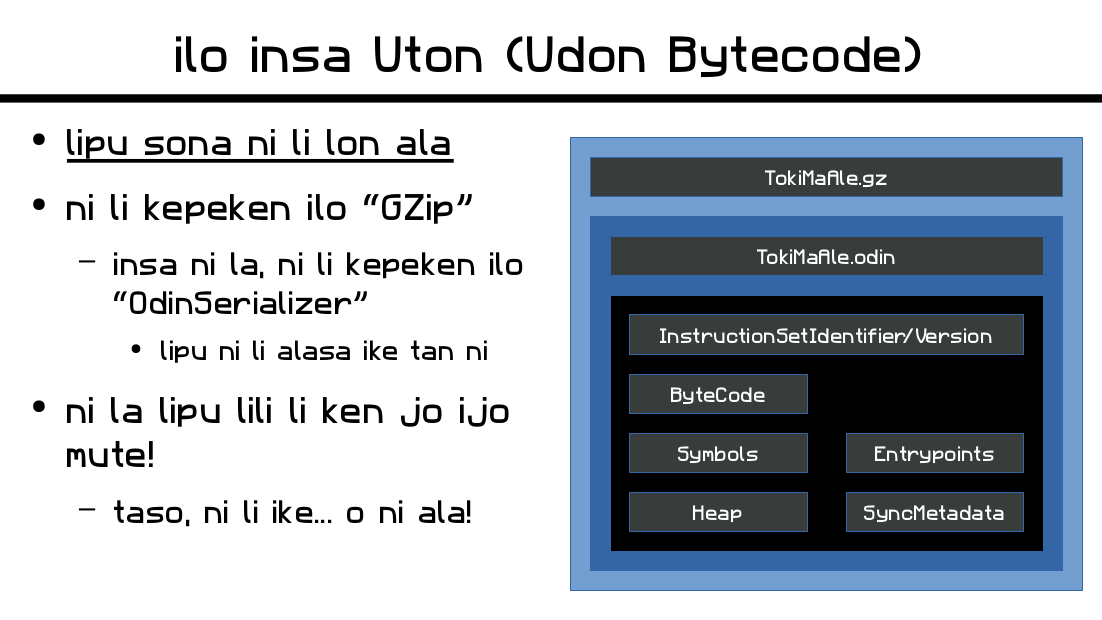 ilo insa Uton (Udon Bytecode)
• lipu sona ni li lon ala
• ni li kepeken ilo “GZip”
– insa ni la, ni li kepeken ilo
“OdinSerializer”
• lipu ni li alasa ike tan ni
• ni la lipu lili li ken jo ijo
mute!
– taso, ni li ike... o ni ala!
TokiMafile.gz
TokiMafile.odin
InstructionSetIdentifier/Version
ByteCode
Symbols
Entrypoints
Heap
SyncMetadata